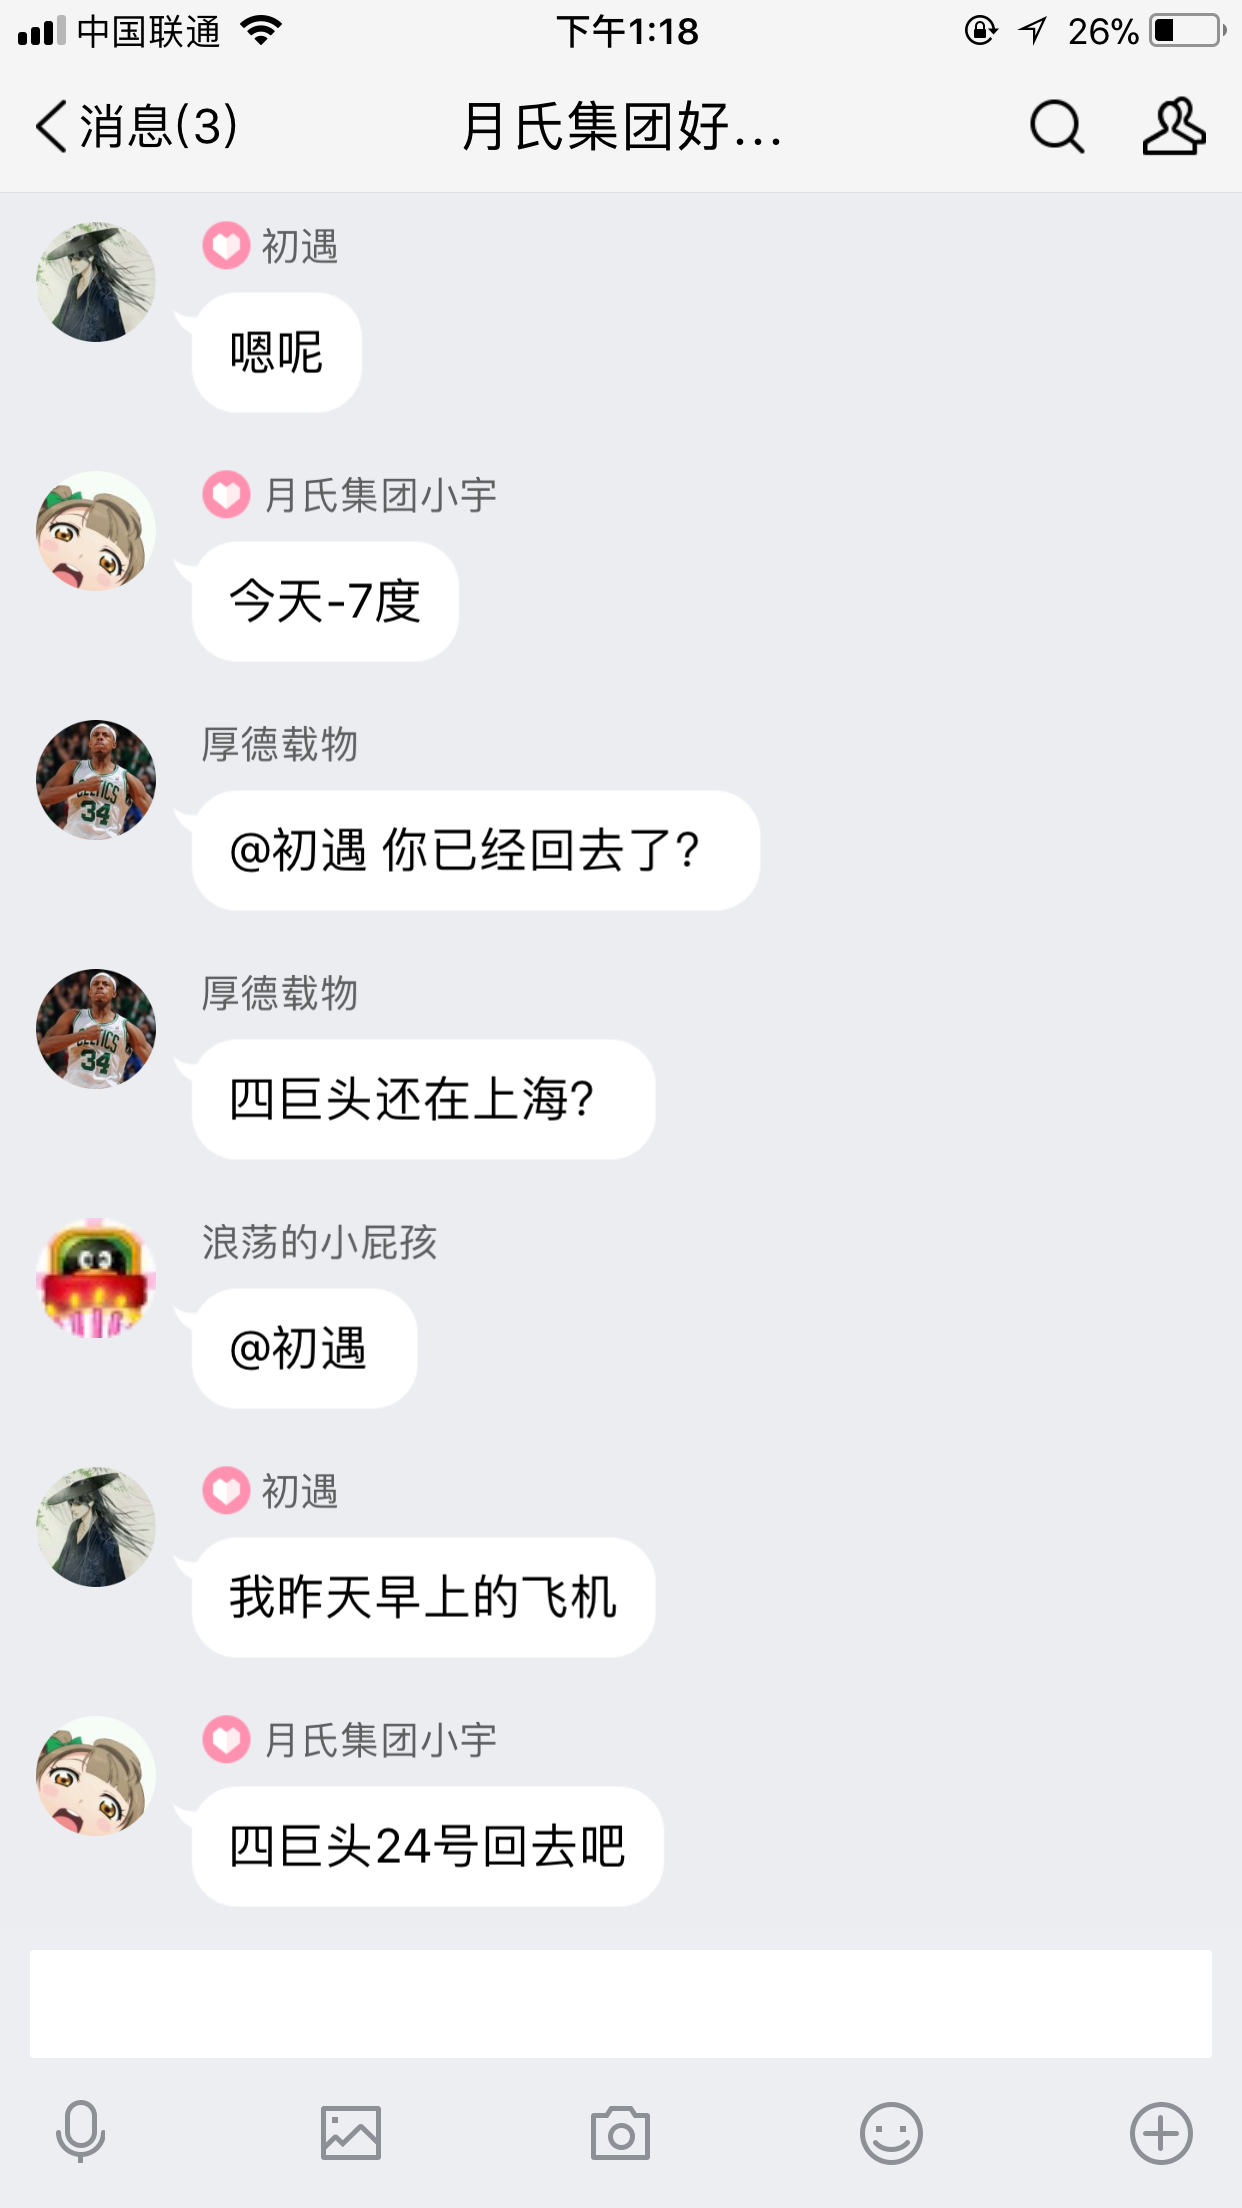 中国联通 下午1:18 26%
消息(3) 月氏集团好...
初遇
嗯呢
月氏集团小宇
今天-7度
厚德载物
CELTICS
34
@初遇 你已经回去了?
厚德载物
CELTICS
34
四巨头还在上海?
浪荡的小屁孩
@初遇
初遇
我昨天早上的飞机
月氏集团小宇
四巨头24号回去吧